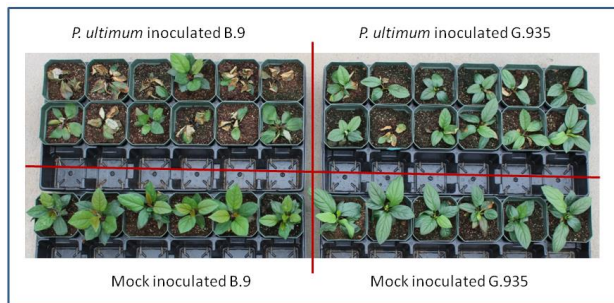 P. ultimum inoculated B.9
P. ultimum inoculated G.935
Mock inoculated B.9
Mock inoculated G.935